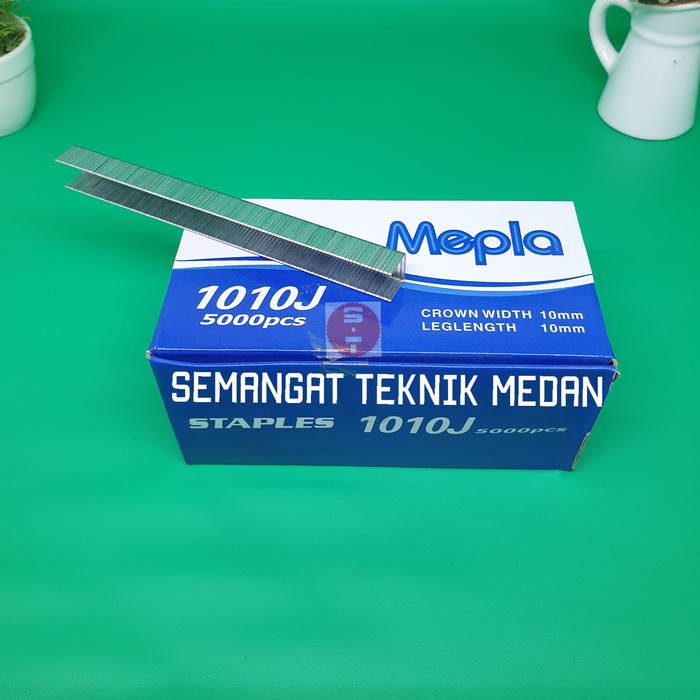 Mepla
1010J
5000pcs
CROWN WIDTH 10mm
LEGLENGTH 10mm
S.T
SEMANGAT TEKNIK MEDAN
STAPLES 1010J 5000pcs